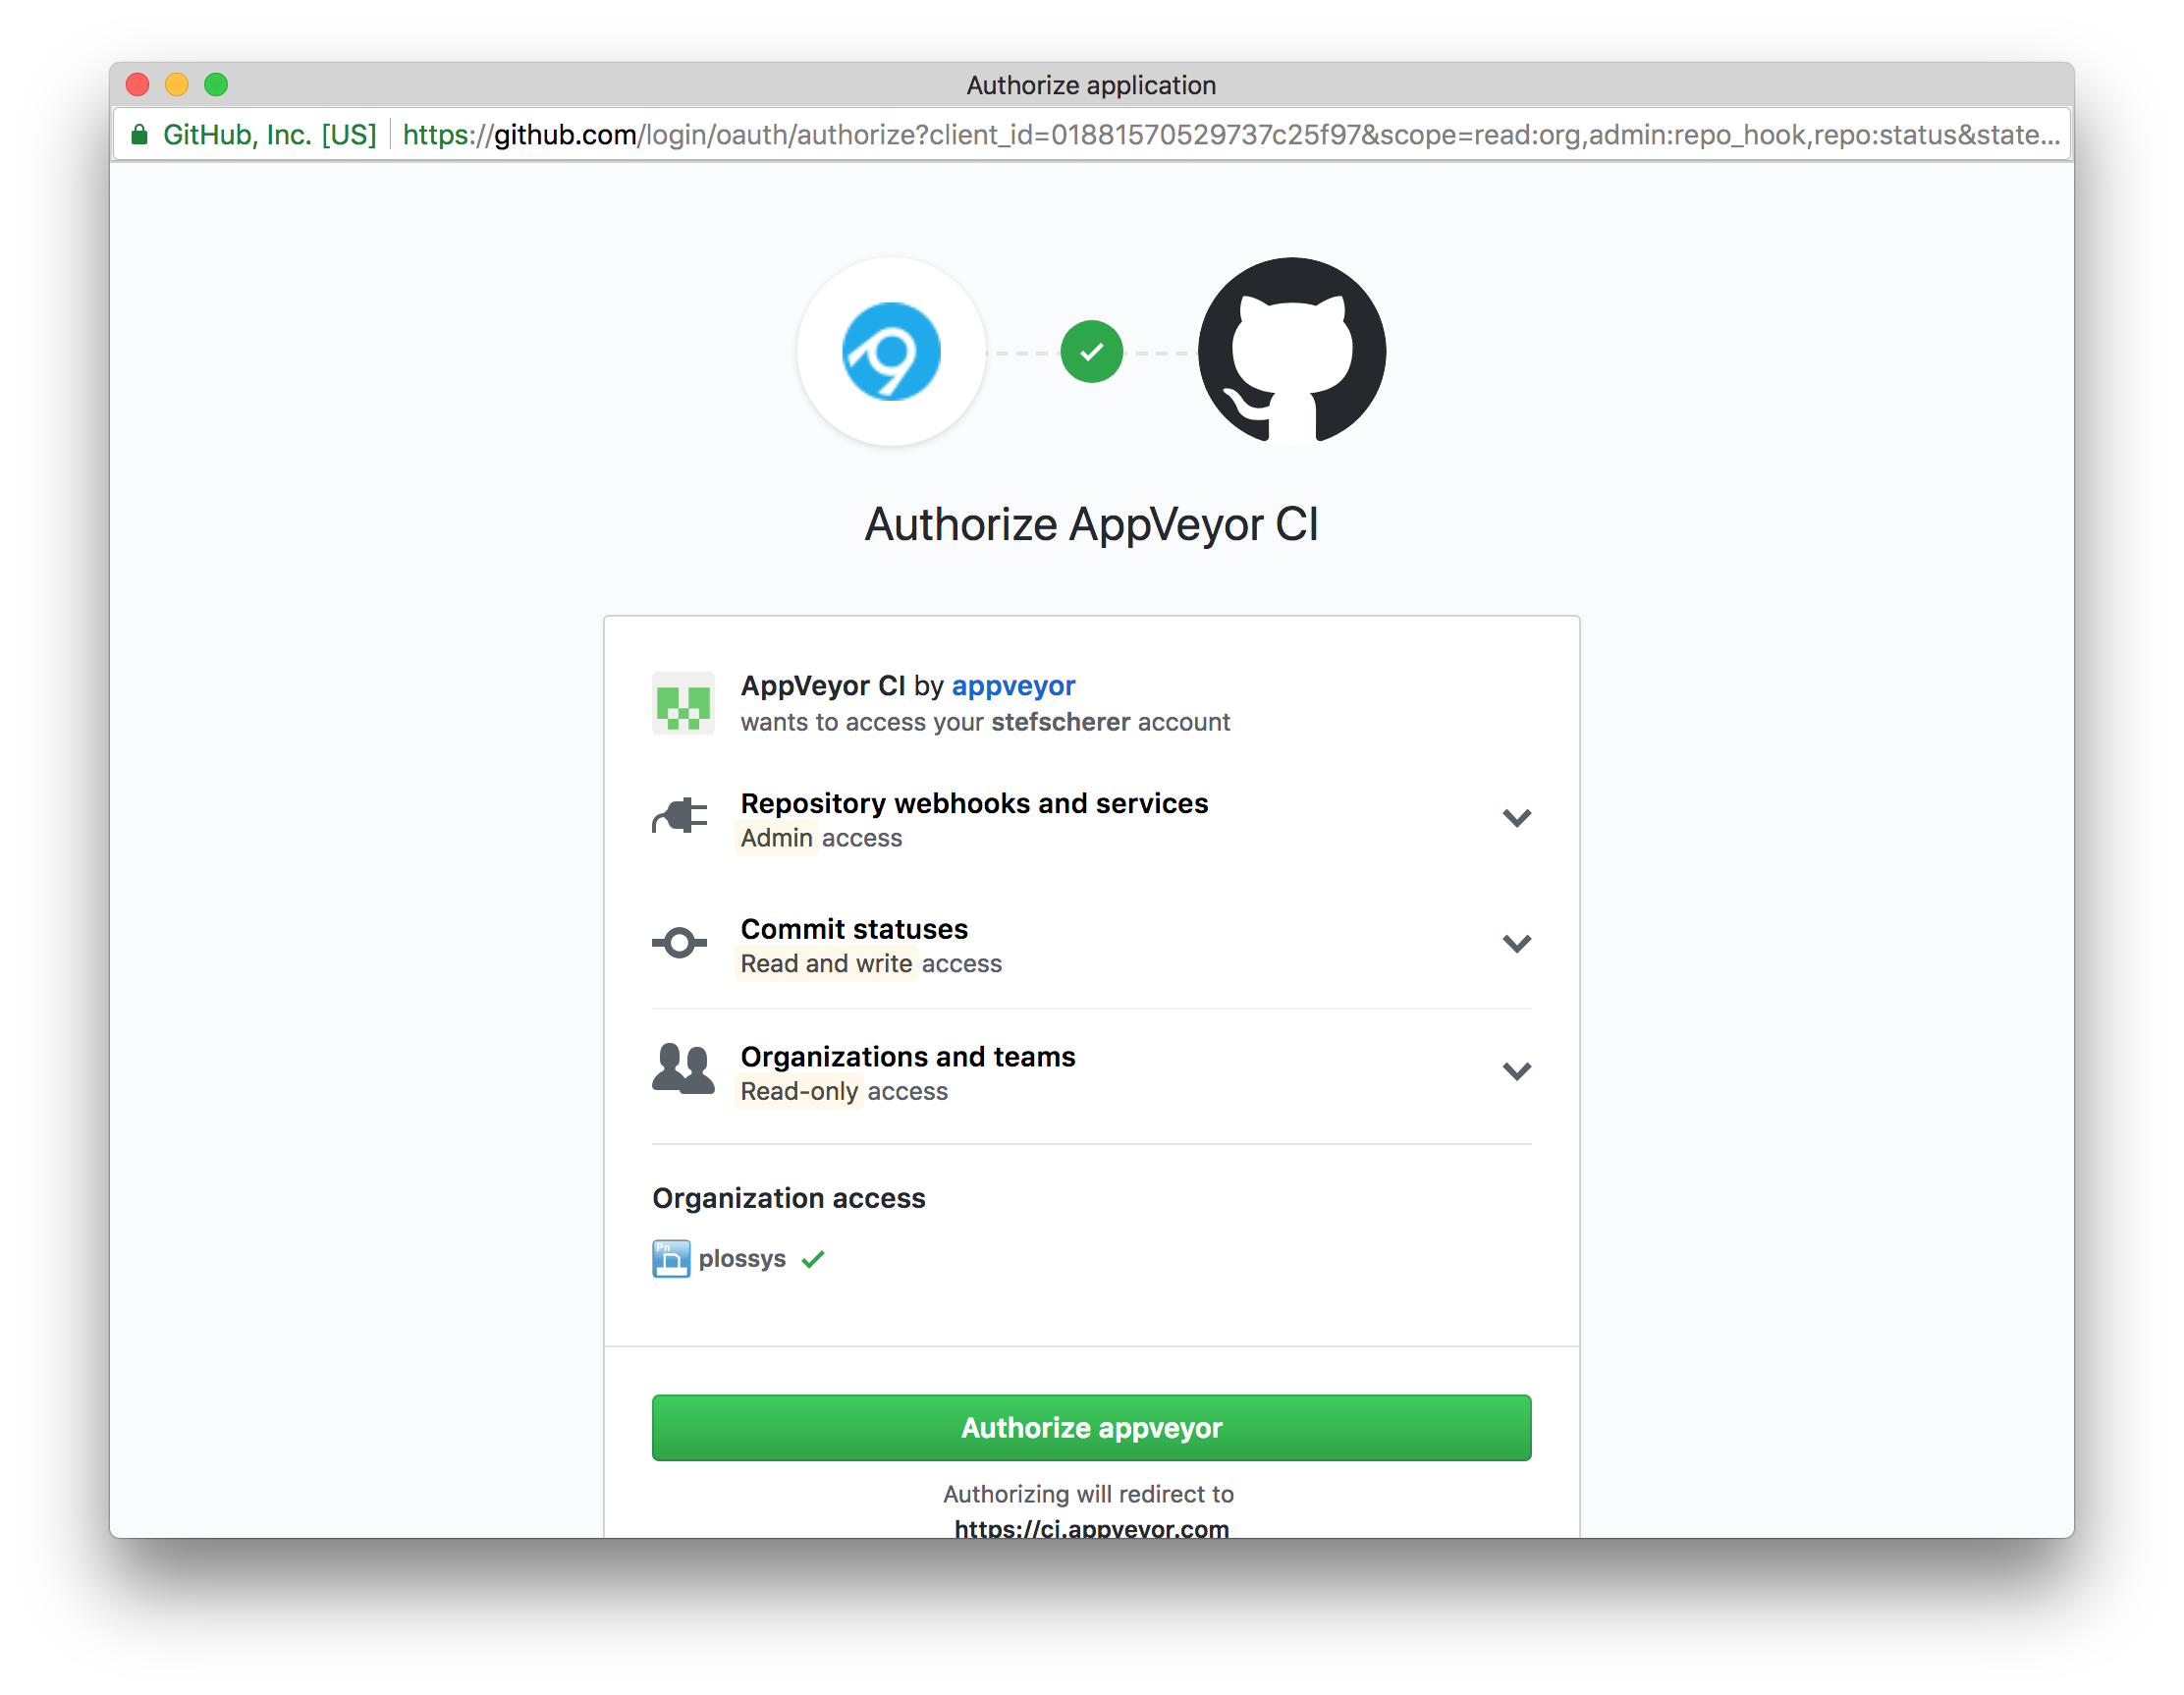 Authorize application
GitHub, Inc. [US] https://github.com/login/oauth/authorize?client_id=01881570529737c25f97&scope=read:org,admin:repo_hook,repo:status&state...
Authorize AppVeyor CI
AppVeyor CI by appveyor
wants to access your stefscherer account
Repository webhooks and services
Admin access
Commit statuses
Read and write access
Organizations and teams
Read-only access
Organization access
Pn
plossys
Authorize appveyor
Authorizing will redirect to
https://ci.appveyor.com